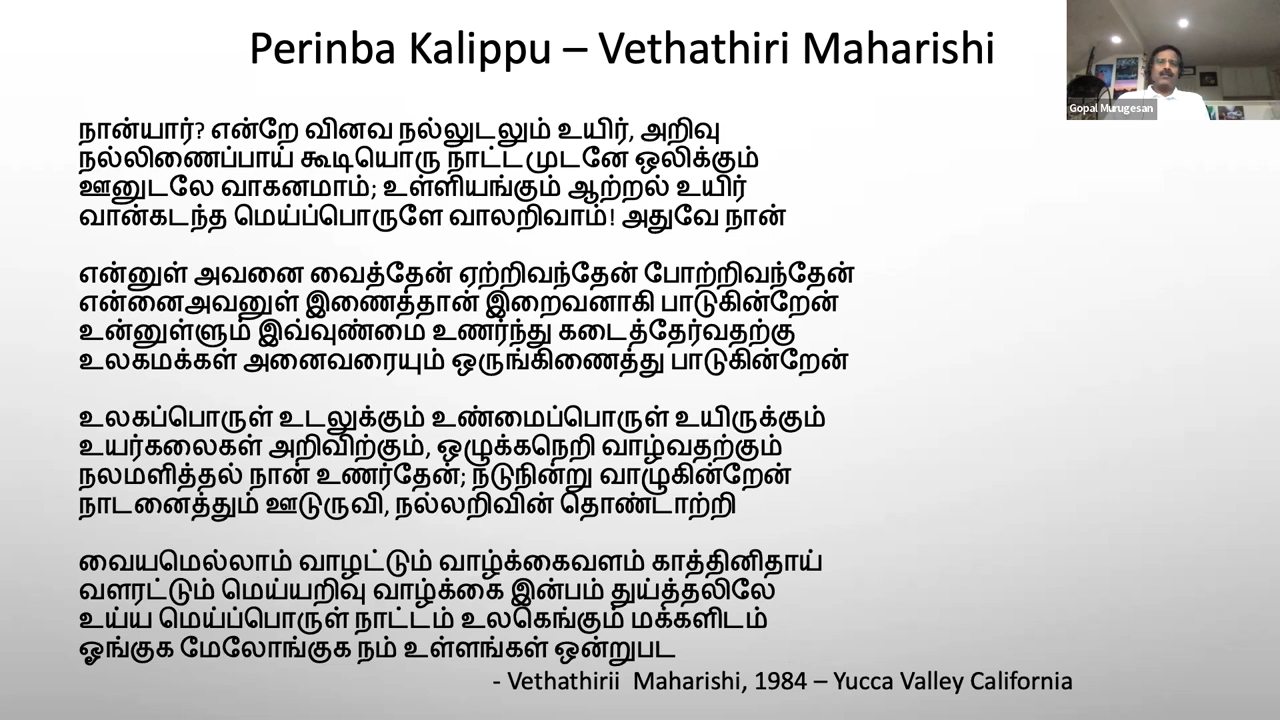 Perinba Kalippu – Vethathiri Maharishi
Gopal Murugesan
நான்யார்? என்றே வினவ நல்லுடலும் உயிர், அறிவு
நல்லிணைப்பாய் கூடியொரு நாட்டமுடனே ஒலிக்கும்
ஊனுடலே வாகனமாம்; உள்ளியங்கும் ஆற்றல் உயிர்
வான்கடந்த மெய்ப்பொருளே வாலறிவாம்! அதுவே நான்
என்னுள் அவனை வைத்தேன் ஏற்றிவந்தேன் போற்றிவந்தேன்
என்னைஅவனுள் இணைத்தான் இறைவனாகி பாடுகின்றேன்
உன்னுள்ளும் இவ்வுண்மை உணர்ந்து கடைத்தேர்வதற்கு
உலகமக்கள் அனைவரையும் ஒருங்கிணைத்து பாடுகின்றேன்
உலகப்பொருள் உடலுக்கும் உண்மைப்பொருள் உயிருக்கும்
உயர்கலைகள் அறிவிற்கும், ஒழுக்கநெறி வாழ்வதற்கும்
நலமளித்தல் நான் உணர்தேன்; நடுநின்று வாழுகின்றேன்
நாடனைத்தும் ஊடுருவி, நல்லறிவின் தொண்டாற்றி
வையமெல்லாம் வாழட்டும் வாழ்க்கைவளம் காத்தினிதாய்
வளரட்டும் மெய்யறிவு வாழ்க்கை இன்பம் துய்த்தலிலே
உய்ய மெய்ப்பொருள் நாட்டம் உலகெங்கும் மக்களிடம்
ஓங்குக மேலோங்குக நம் உள்ளங்கள் ஒன்றுபட
- Vethathirii Maharishi, 1984 – Yucca Valley California